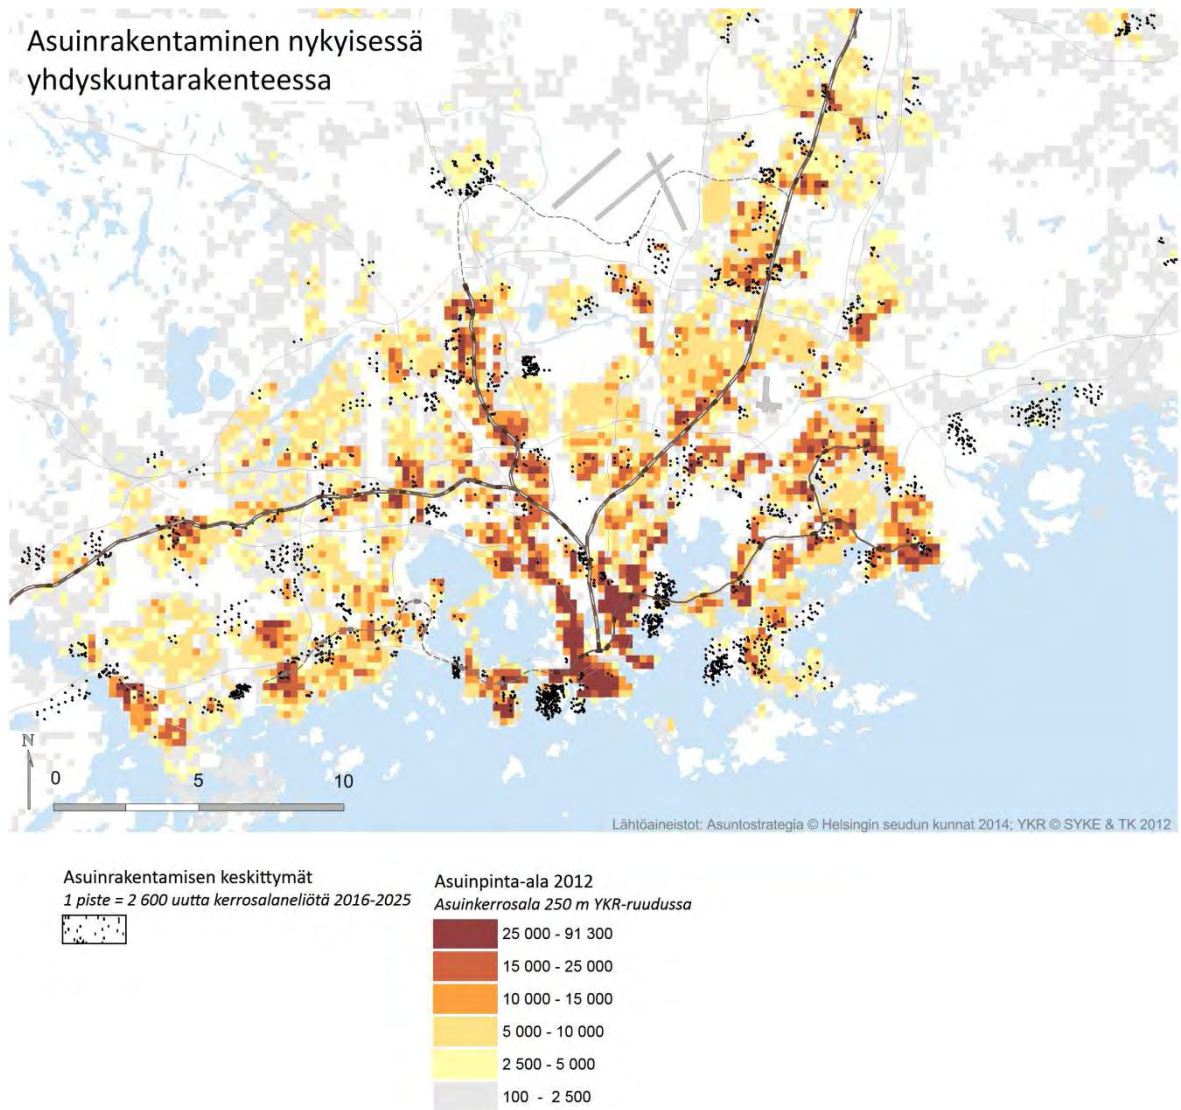 Asuinrakentaminen nykyisessä
yhdyskuntarakenteessa
N
0 5 10
Lähtöaineistot: Asuntostrategia © Helsingin seudun kunnat 2014; YKR © SYKE & TK 2012
Asuinrakentamisen keskittymät
1 piste = 2 600 uutta kerrosalaneliötä 2016-2025
Asuinpinta-ala 2012
Asuinkerrosala 250 m YKR-ruudussa
25 000 - 91 300
15 000 - 25 000
10 000 - 15 000
5 000 - 10 000
2 500 - 5 000
100 - 2 500